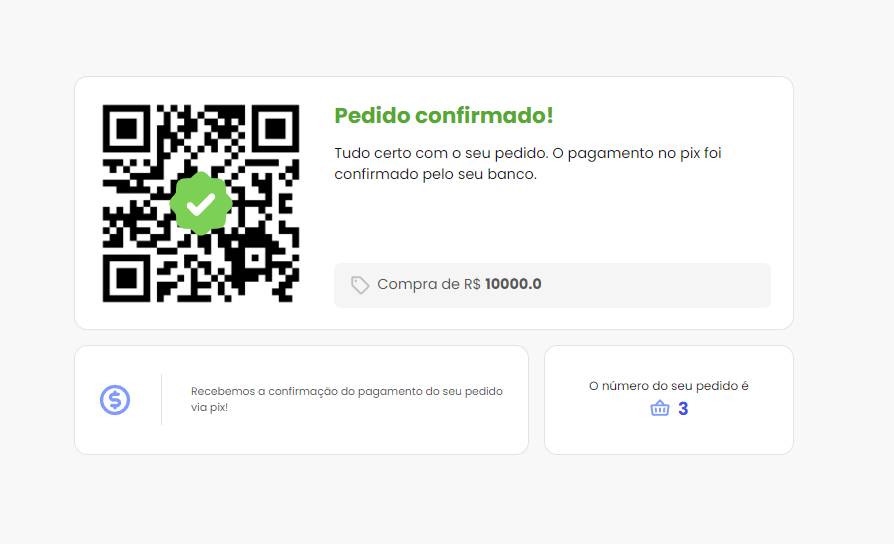 Pedido confirmado!
Tudo certo com o seu pedido. O pagamento no pix foi
confirmado pelo seu banco.
Compra de R$ 10000.0
Recebemos a confirmação do pagamento do seu pedido
via pix!
O número do seu pedido é
3